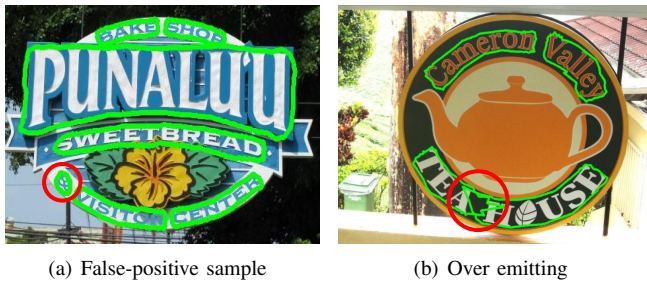 BAKE SHOP
PUNALU'U
SWEETBREAD
VISITOR CENTER
Cameron Valley
TEA HOUSE
(a) False-positive sample
(b) Over emitting